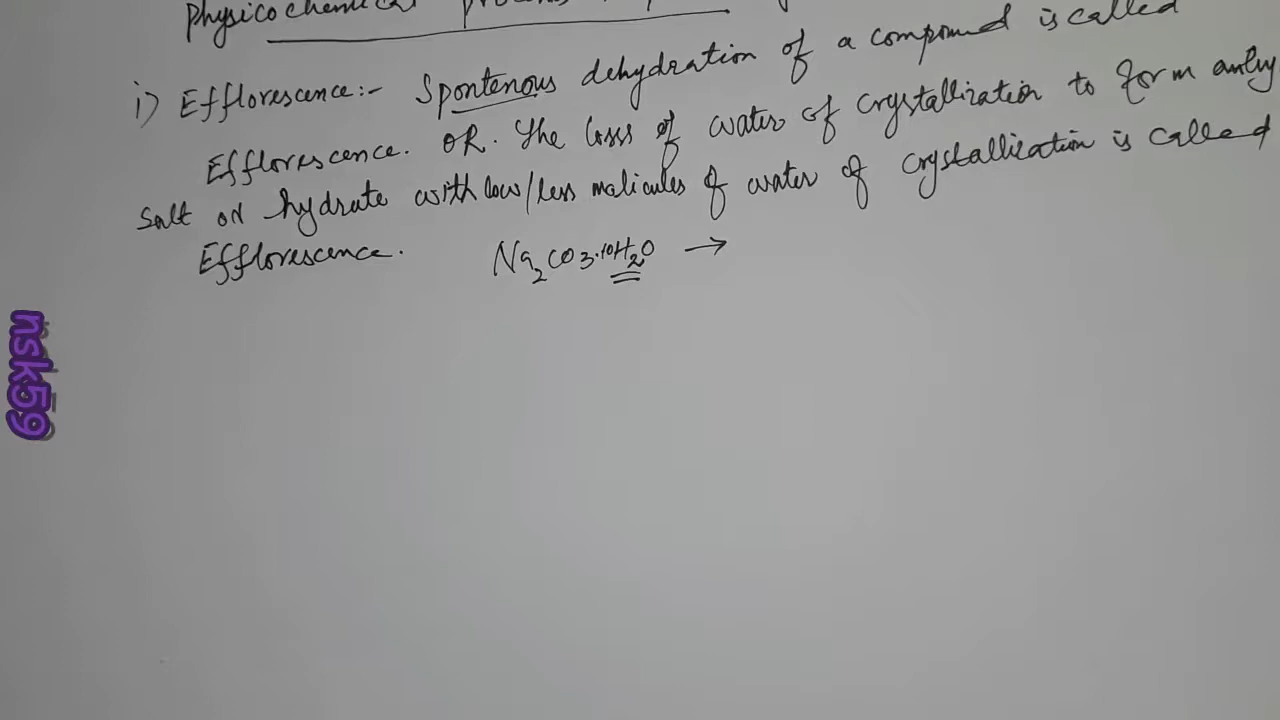 Physicochemical
i) Efflorescence:- Spontenous dehydration of a compound is called
Efflorescence. OR. The loss of water of crystallization to form
Salt or hydrate with low/less malicules of water of crystallization is called
Efflorescence. Na2CO3.10H2O →
nsk59